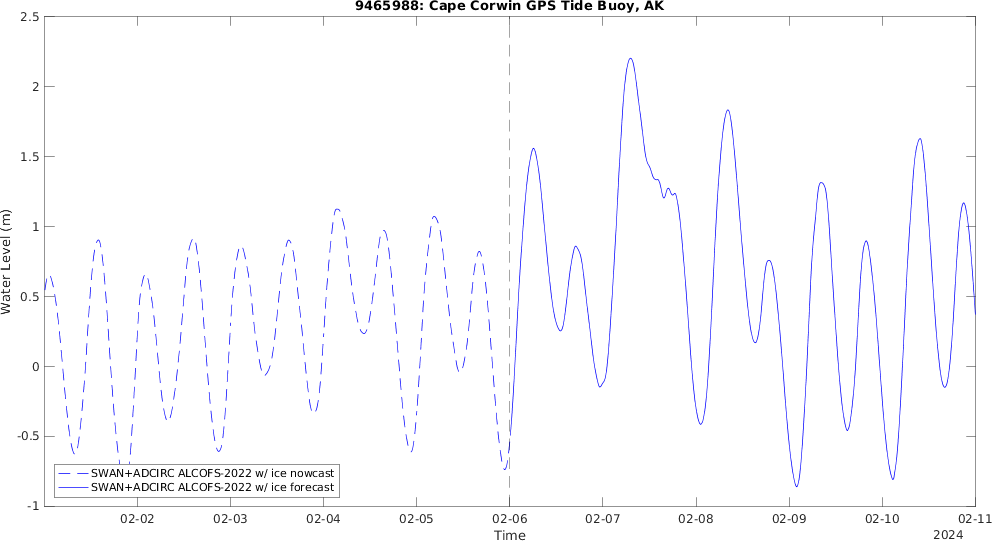 9465988: Cape Corwin GPS Tide Buoy, AK
2.5
2
1.5
1
0.5
0
-0.5
-1
Water Level (m)
SWAN+ADCIRC ALCOFS-2022 w/ ice nowcast
SWAN+ADCIRC ALCOFS-2022 w/ ice forecast
02-02 02-03 02-04 02-05 02-06 02-07 02-08 02-09 02-10 02-11
Time
2024